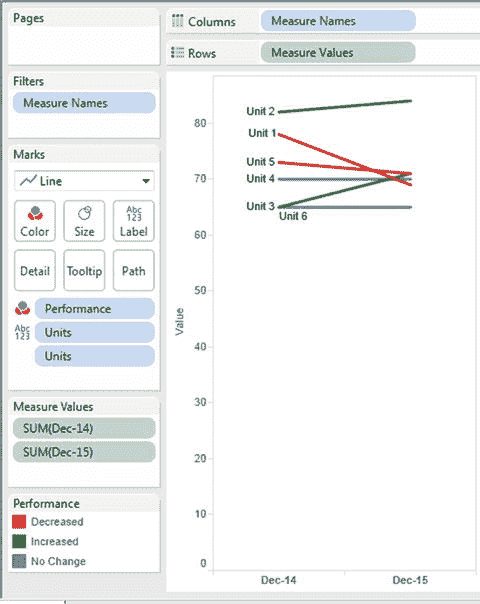 Pages
Columns
Measure Names
Rows
Measure Values
Filters
Measure Names
Marks
Line
Color
Size
Abc
123
Label
Detail
Tooltip
Path
Performance
Abc
123
Units
Units
Measure Values
SUM(Dec-14)
SUM(Dec-15)
Performance
Decreased
Increased
No Change
Value
80
70
60
50
40
30
20
10
0
Unit 2
Unit 1
Unit 5
Unit 4
Unit 3
Unit 6
Dec-14
Dec-15